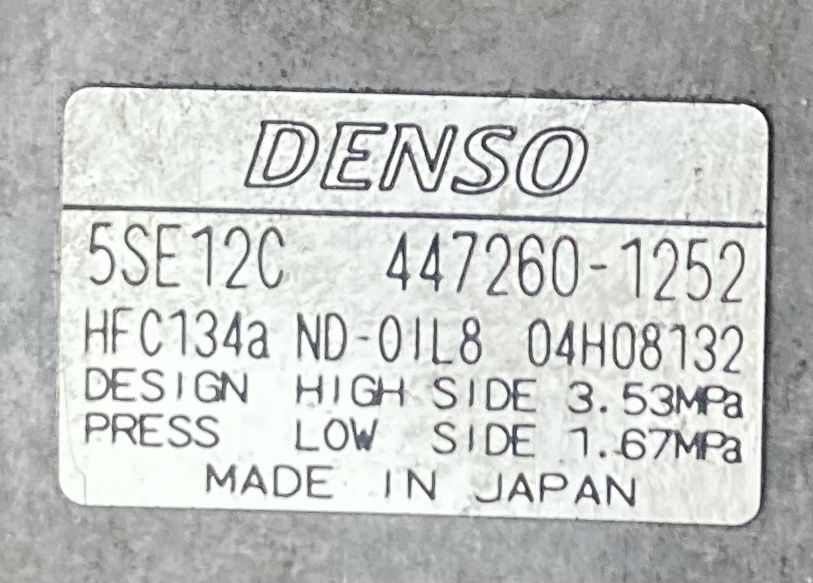 DENSO
5SE12C 447260-1252
HFC134a ND-OIL8 04H08132
DESIGN HIGH SIDE 3.53MPa
PRESS LOW SIDE 1.67MPa
MADE IN JAPAN